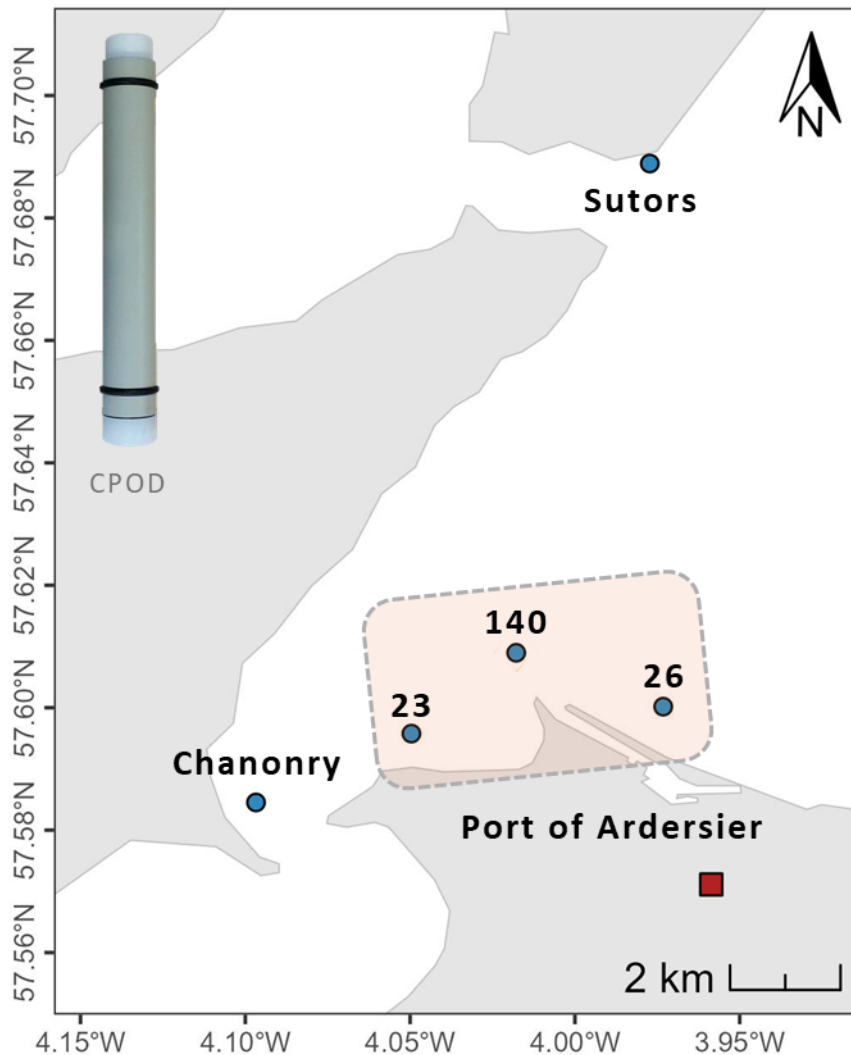 57.70°N
57.68°N
57.66°N
57.64°N
57.62°N
57.60°N
57.58°N
57.56°N
N
Sutors
CPOD
140
26
23
Chanonry
Port of Ardersier
2 km
4.15°W
4.10°W
4.05°W
4.00°W
3.95°W